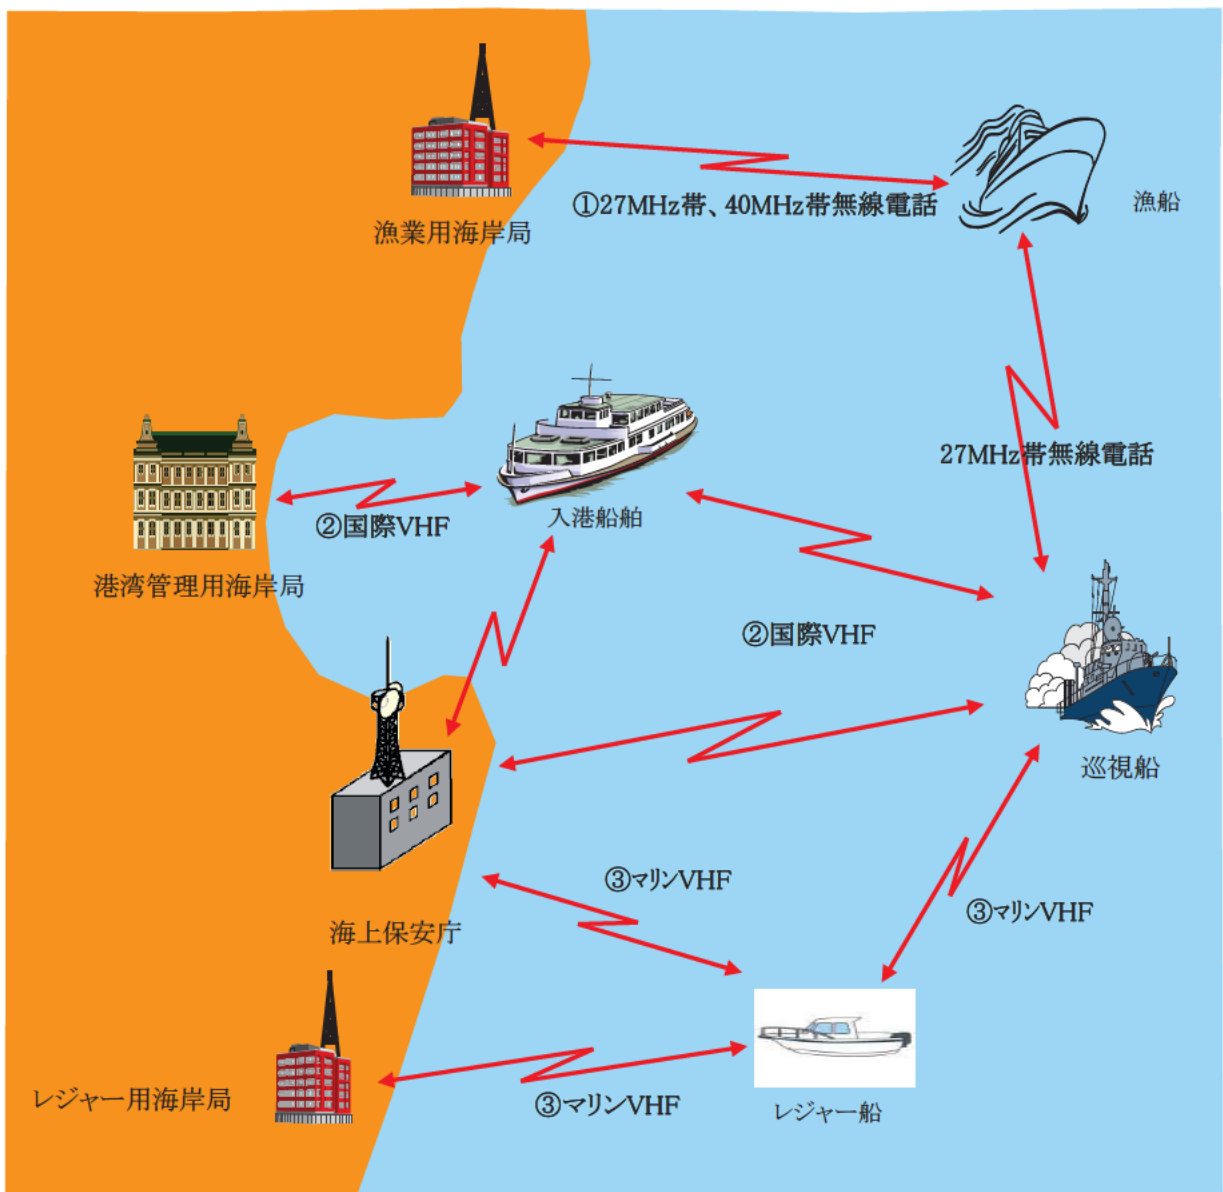 漁船
①27MHz帯、40MHz帯無線電話
漁業用海岸局
27MHz帯無線電話
入港船舶
②国際VHF
港湾管理用海岸局
②国際VHF
巡視船
③マリンVHF
③マリンVHF
海上保安庁
レジャー用海岸局
③マリンVHF
レジャー船